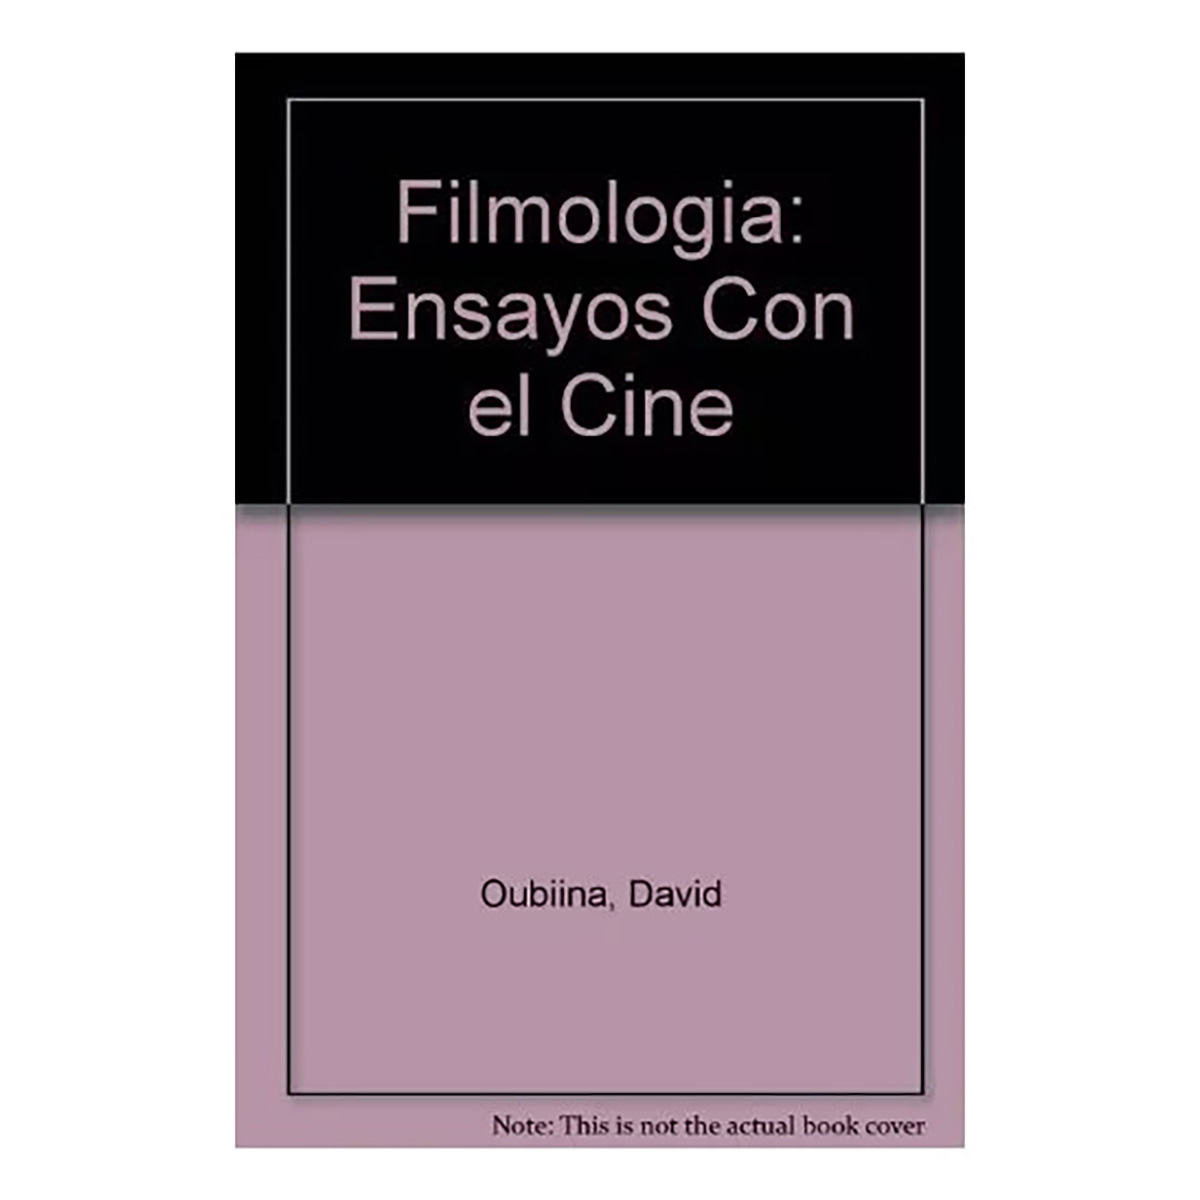 Filmologia:
Ensayos Con
el Cine
Oubiina, David
Note: This is not the actual book cover